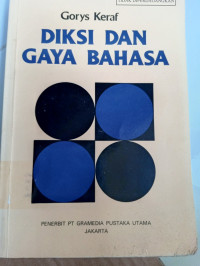 Gorys Keraf
DIKSI DAN
GAYA BAHASA
PENERBIT PT GRAMEDIA PUSTAKA UTAMA
JAKARTA